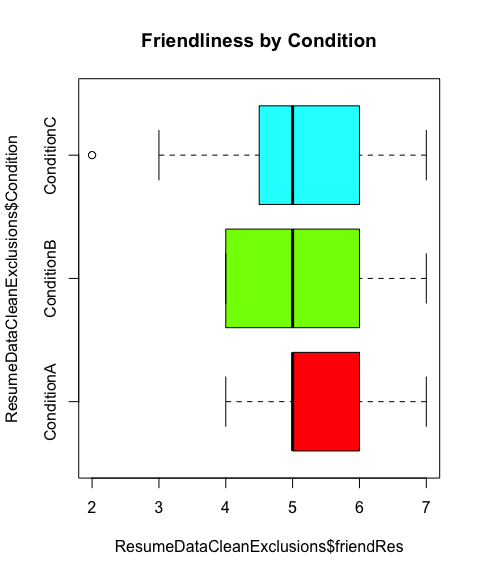 Friendliness by Condition
ResumeDataCleanExclusions$Condition
ConditionC
ConditionB
ConditionA
2 3 4 5 6 7
ResumeDataCleanExclusions$friendRes